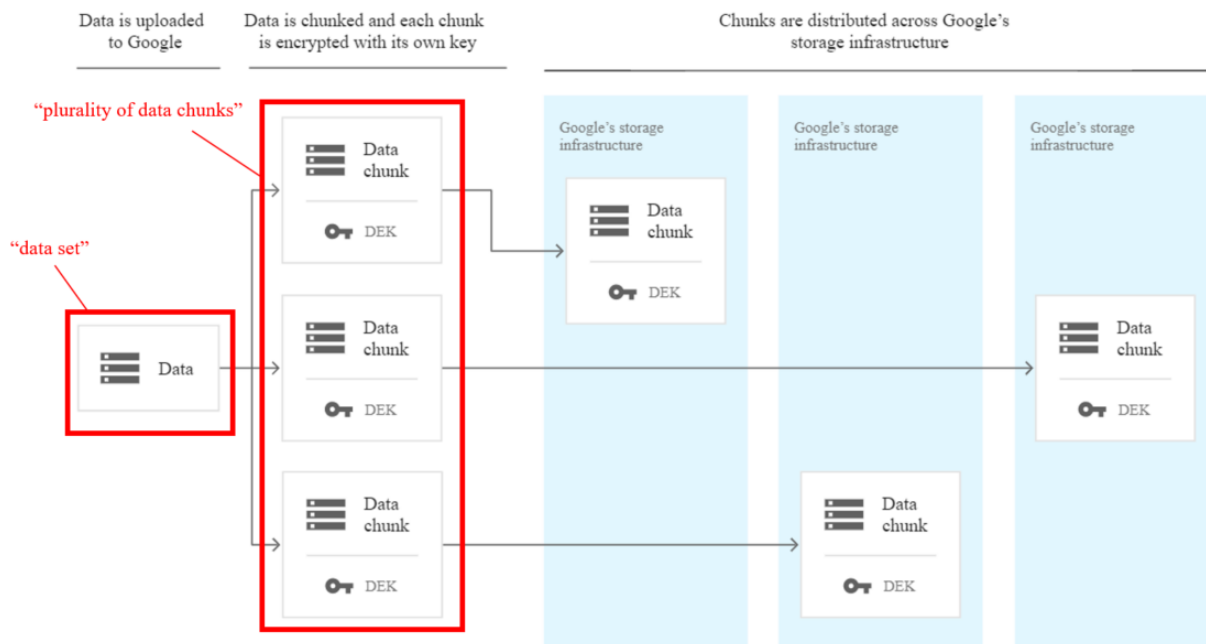 Data is uploaded
to Google
Data is chunked and each chunk
is encrypted with its own key
Chunks are distributed across Google's
storage infrastructure
“plurality of data chunks”
“data set”
Data
Data
chunk
DEK
Data
chunk
DEK
Data
chunk
DEK
Google's storage
infrastructure
Data
chunk
DEK
Google's storage
infrastructure
Data
chunk
DEK
Google's storage
infrastructure
Data
chunk
DEK